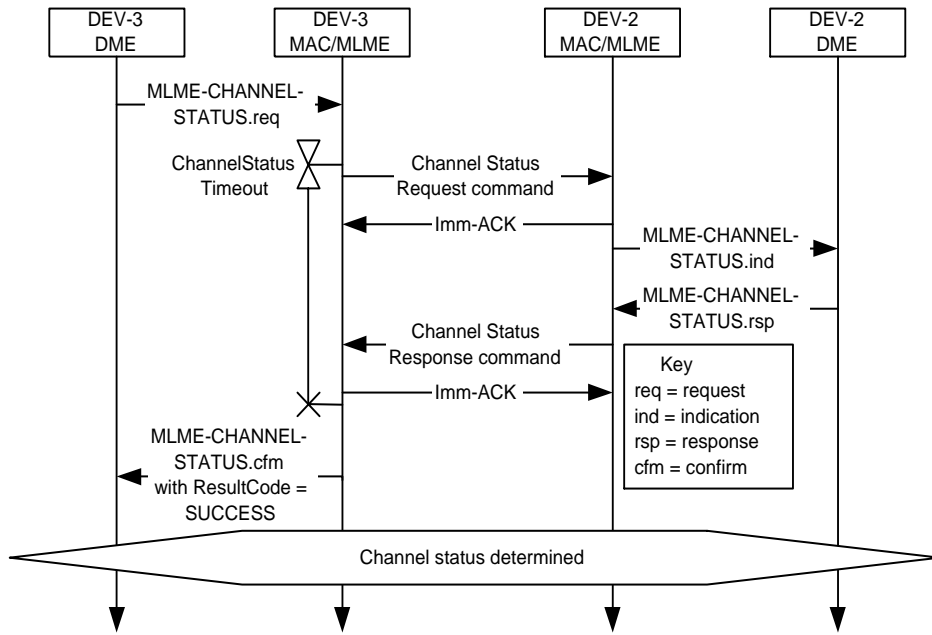 DEV-3
DME
DEV-3
MAC/MLME
DEV-2
MAC/MLME
DEV-2
DME
MLME-CHANNEL-
STATUS.req
ChannelStatus
Timeout
Channel Status
Request command
Imm-ACK
MLME-CHANNEL-
STATUS.ind
MLME-CHANNEL-
STATUS.rsp
Channel Status
Response command
Imm-ACK
Key
req = request
ind = indication
rsp = response
cfm = confirm
MLME-CHANNEL-
STATUS.cfm
with ResultCode =
SUCCESS
Channel status determined